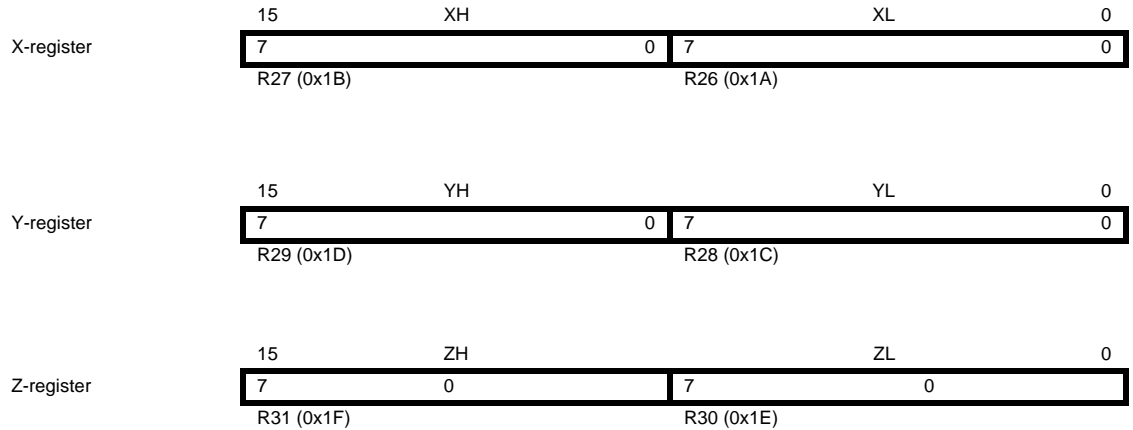 15 XH XL 0
X-register 7 0 7 0
R27 (0x1B) R26 (0x1A)
15 YH YL 0
Y-register 7 0 7 0
R29 (0x1D) R28 (0x1C)
15 ZH ZL 0
Z-register 7 0 7 0
R31 (0x1F) R30 (0x1E)